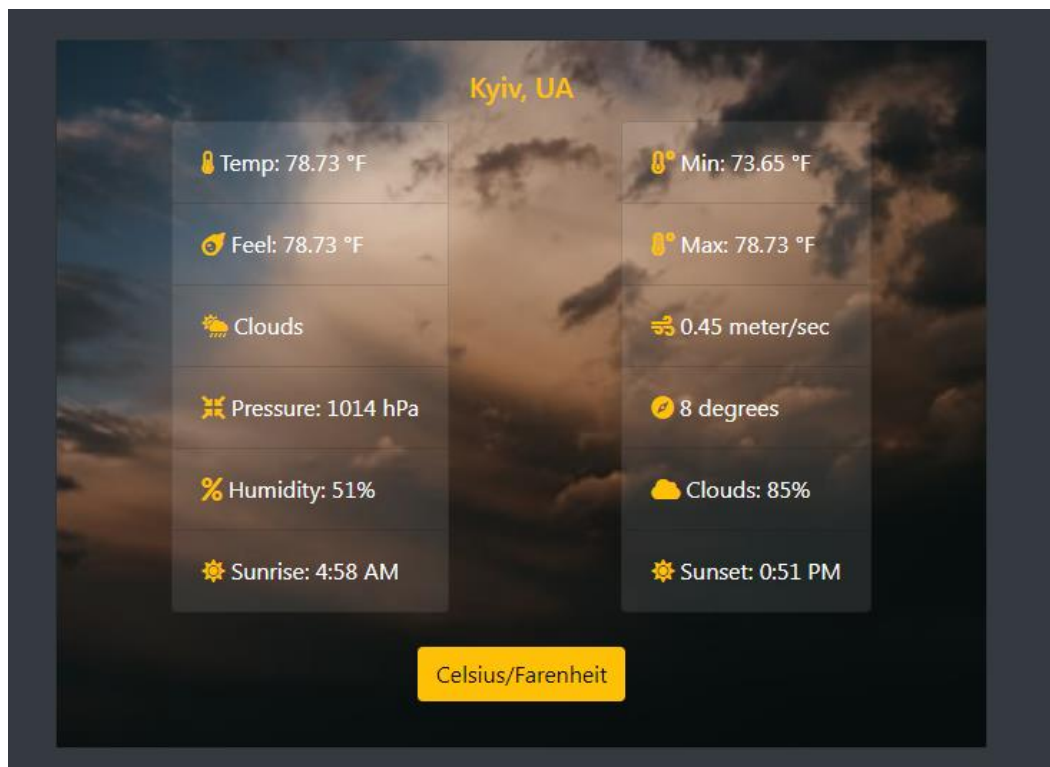 Kyiv, UA
Temp: 78.73 °F
Feel: 78.73 °F
Clouds
Pressure: 1014 hPa
Humidity: 51%
Sunrise: 4:58 AM
Min: 73.65 °F
Max: 78.73 °F
0.45 meter/sec
8 degrees
Clouds: 85%
Sunset: 0:51 PM
Celsius/Farenheit